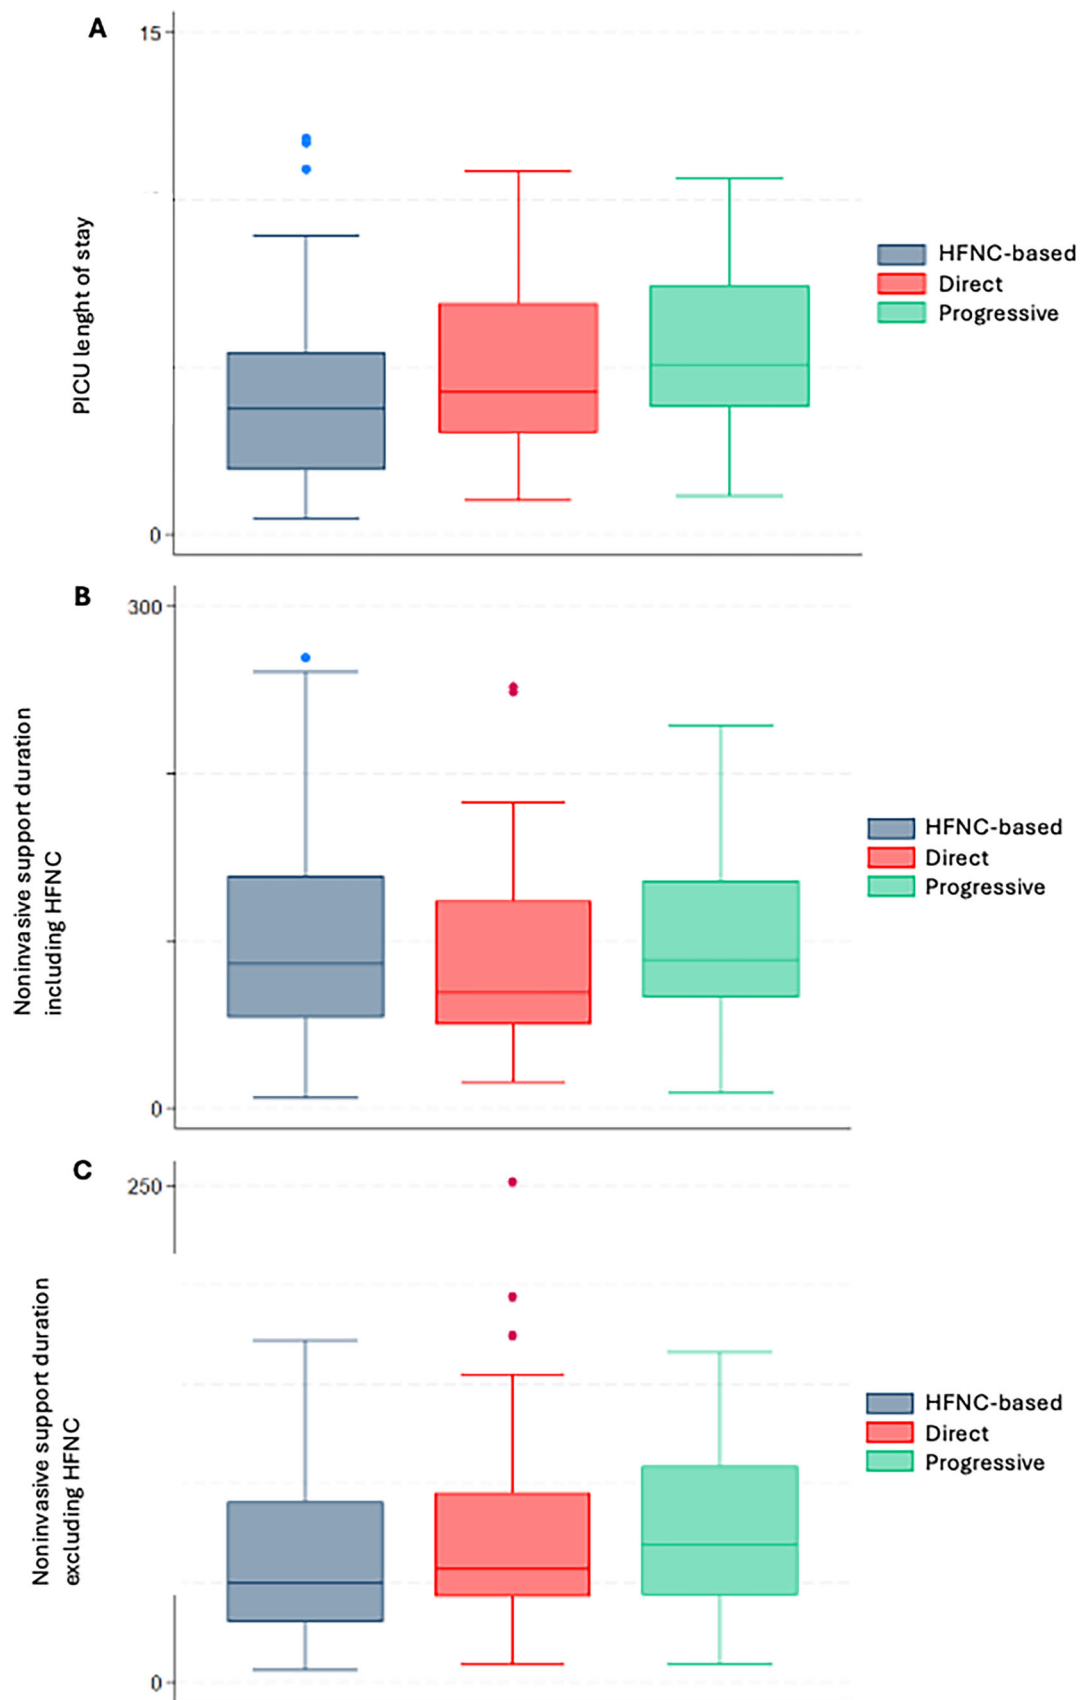 A
15
PICU lenght of stay
HFNC-based
Direct
Progressive
0
B
300
Noninvasive support duration
including HFNC
HFNC-based
Direct
Progressive
0
C
250
Noninvasive support duration
excluding HFNC
HFNC-based
Direct
Progressive
0